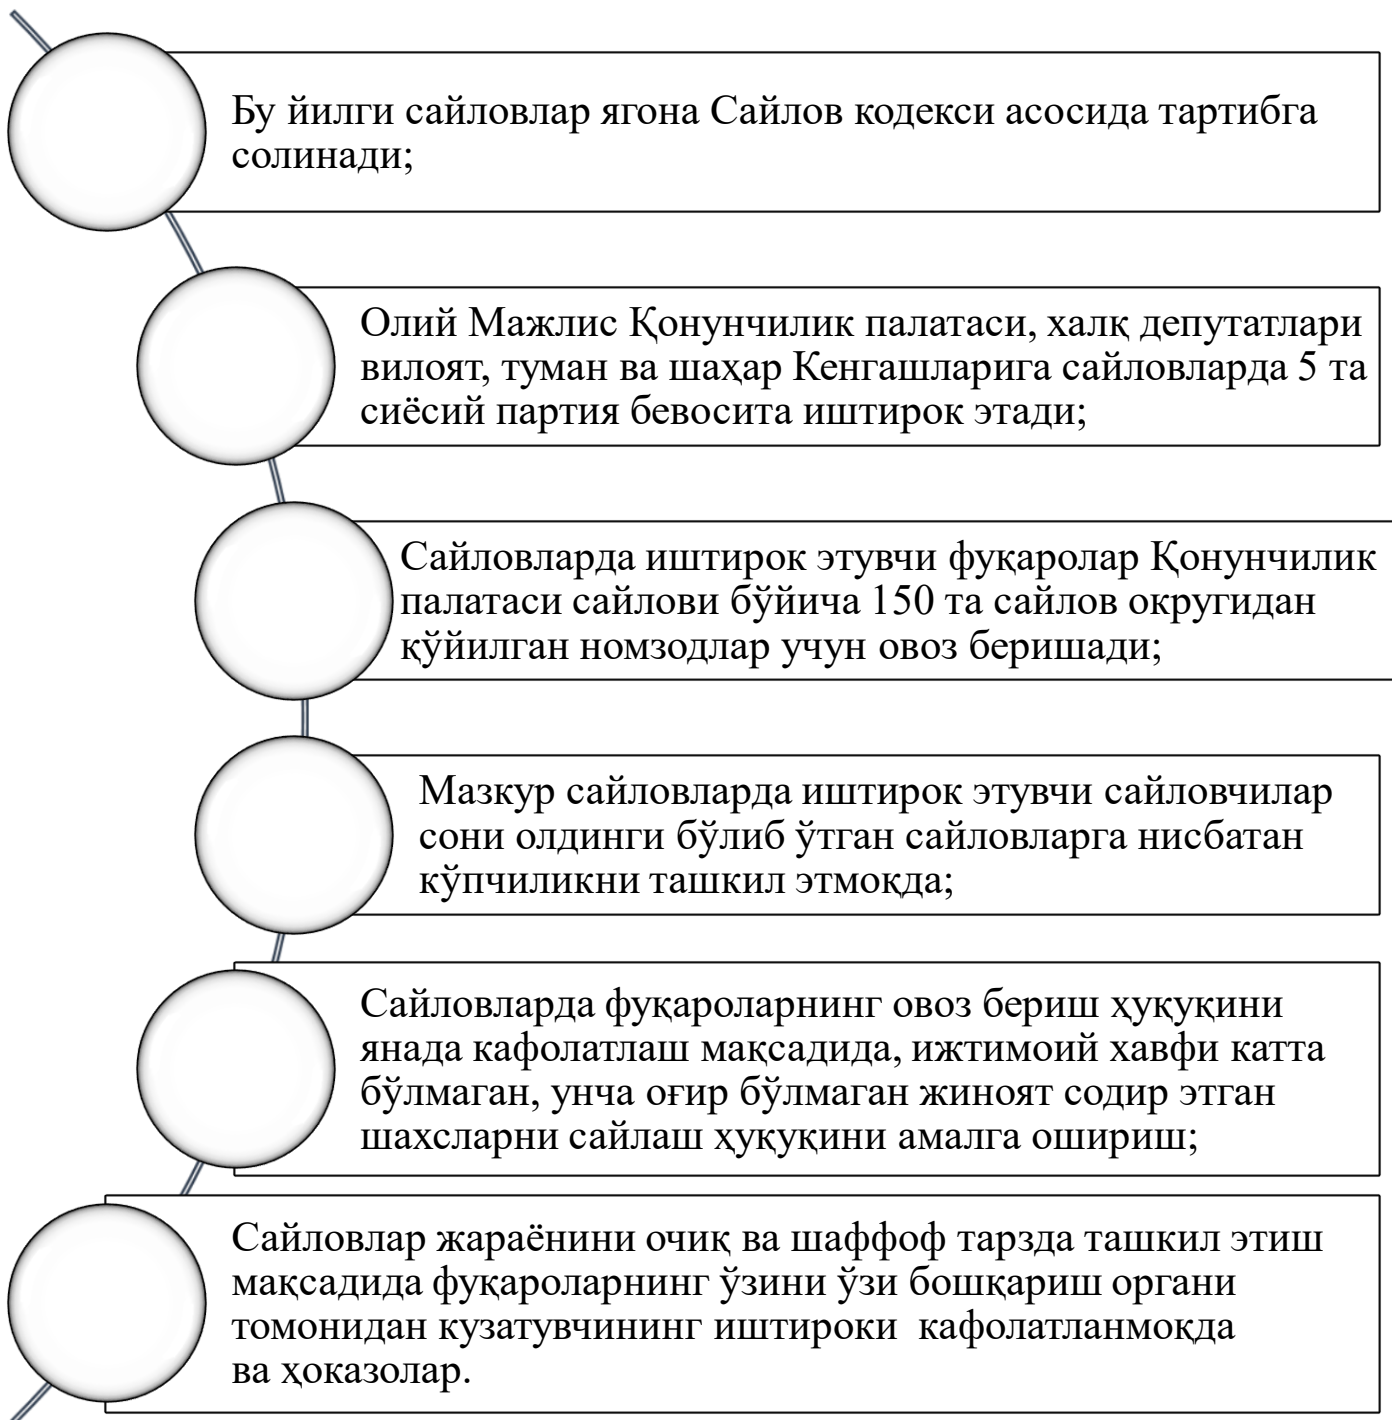 Бу йилги сайловлар ягона Сайлов кодекси асосида тартибга
солинади;
Олий Мажлис Қонунчилик палатаси, халқ депутатлари
вилоят, туман ва шаҳар Кенгашларига сайловларда 5 та
сиёсий партия бевосита иштирок этади;
Сайловларда иштирок этувчи фуқаролар Қонунчилик
палатаси сайлови бўйича 150 та сайлов округидан
қўйилган номзодлар учун овоз беришади;
Мазкур сайловларда иштирок этувчи сайловчилар
сони олдинги бўлиб ўтган сайловларга нисбатан
кўпчиликни ташкил этмоқда;
Сайловларда фуқароларнинг овоз бериш ҳуқуқини
янада кафолатлаш мақсадида, ижтимоий хавфи катта
бўлмаган, унча оғир бўлмаган жиноят содир этган
шахсларни сайлаш ҳуқуқини амалга ошириш;
Сайловлар жараёнини очиқ ва шаффоф тарзда ташкил этиш
мақсадида фуқароларнинг ўзини ўзи бошқариш органи
томонидан кузатувчининг иштироки  кафолатланмоқда
ва ҳоказолар.